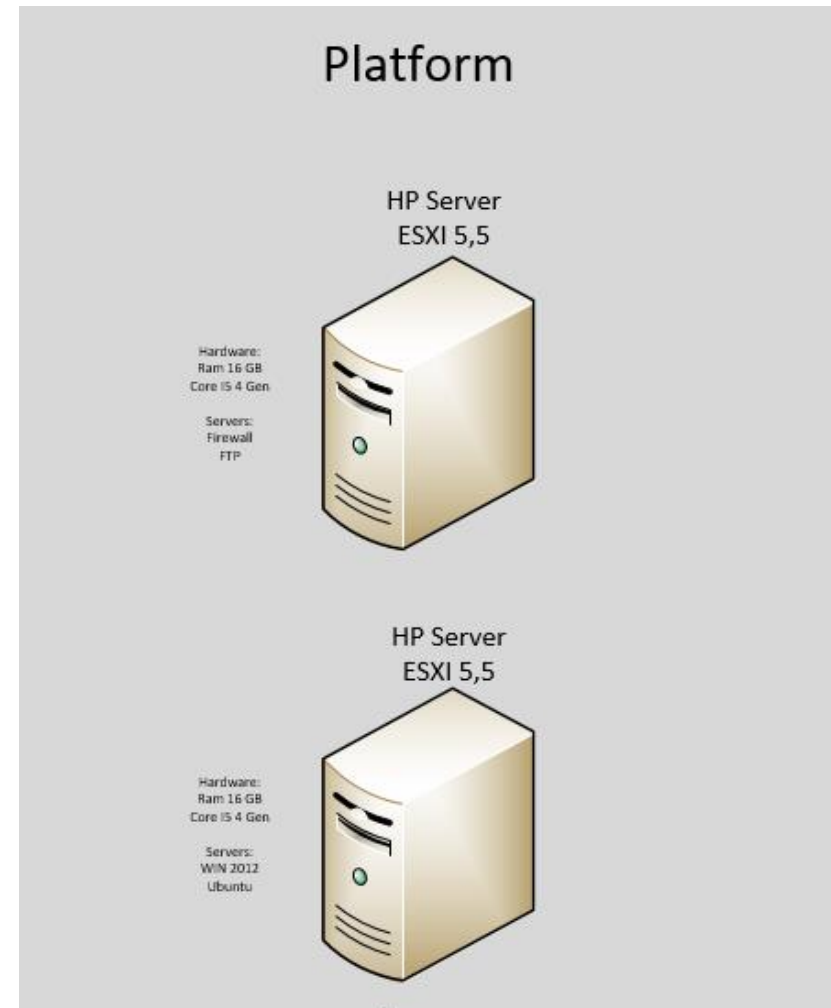 Platform
HP Server
ESXI 5,5
Hardware:
Ram 16 GB
Core I5 4 Gen
Servers:
Firewall
FTP
HP Server
ESXI 5,5
Hardware:
Ram 16 GB
Core I5 4 Gen
Servers:
WIN 2012
Ubuntu